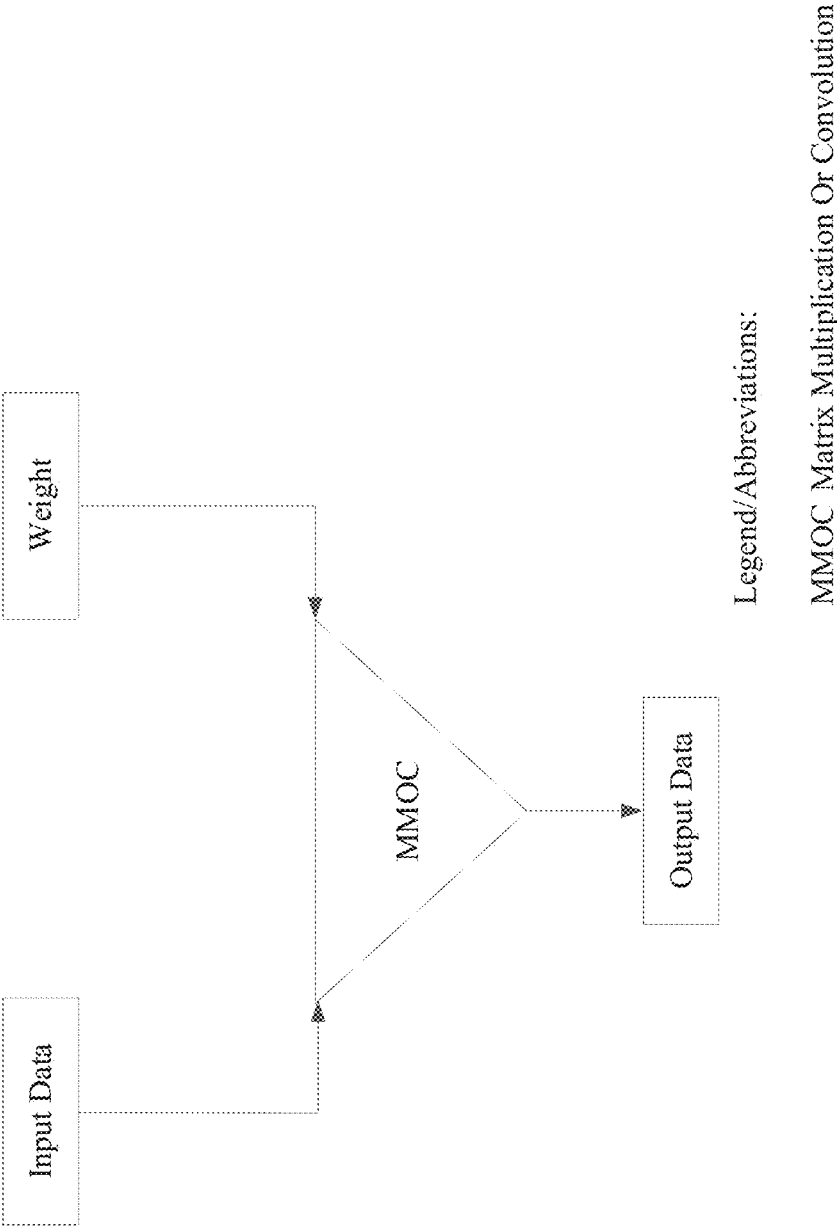 Input Data
Weight
MMOC
Output Data
Legend/Abbreviations:
MMOC Matrix Multiplication Or Convolution